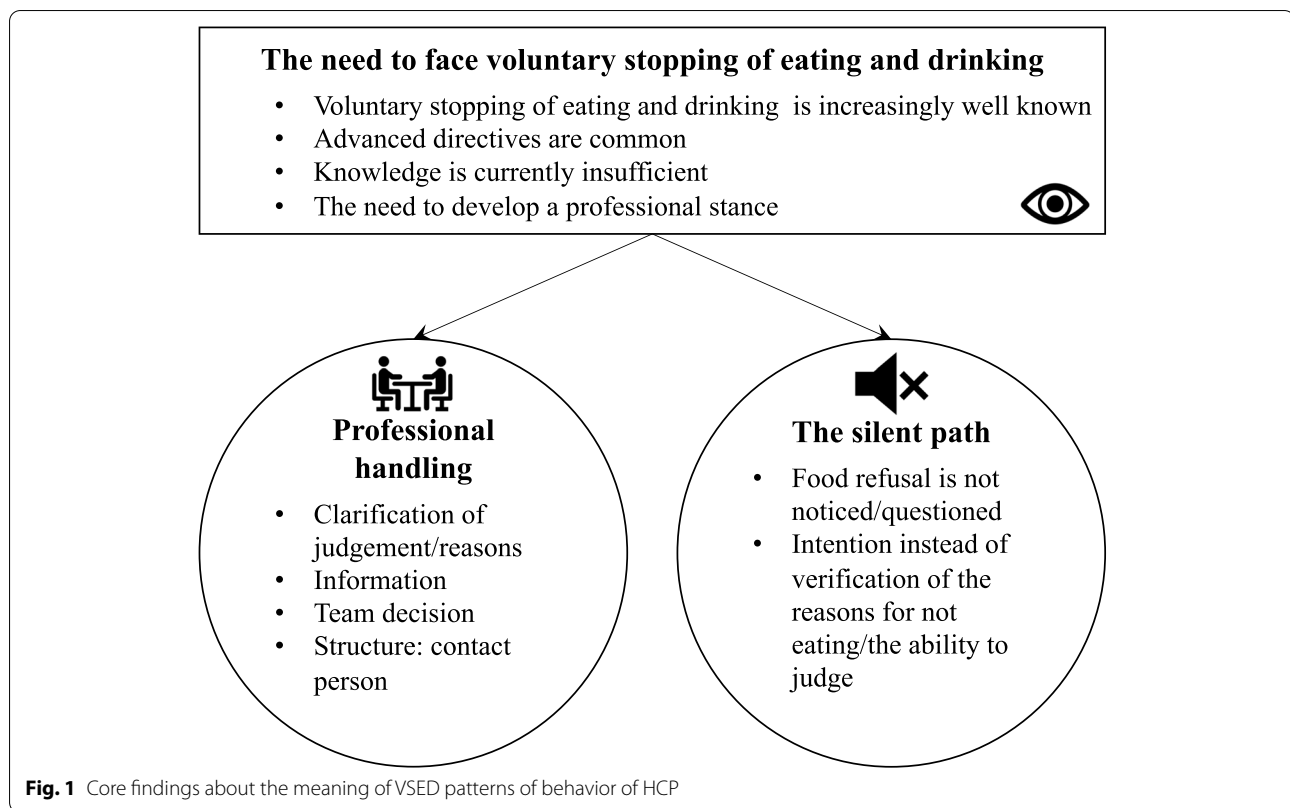 The need to face voluntary stopping of eating and drinking
• Voluntary stopping of eating and drinking is increasingly well known
• Advanced directives are common
• Knowledge is currently insufficient
• The need to develop a professional stance
Professional
handling
• Clarification of
judgement/reasons
• Information
• Team decision
• Structure: contact
person
The silent path
• Food refusal is not
noticed/questioned
• Intention instead of
verification of the
reasons for not
eating/the ability to
judge
Fig. 1 Core findings about the meaning of VSED patterns of behavior of HCP